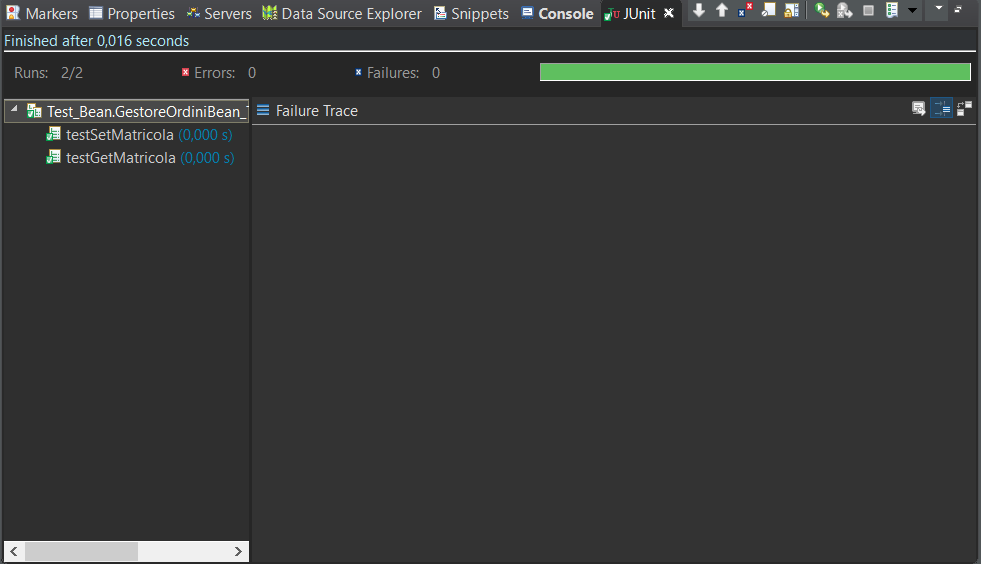 Markers Properties Servers Data Source Explorer Snippets Console JUnit
Finished after 0,016 seconds
Runs: 2/2 Errors: 0 Failures: 0
Test_Bean.GestoreOrdiniBean_ Failure Trace
testSetMatricola (0,000 s)
testGetMatricola (0,000 s)